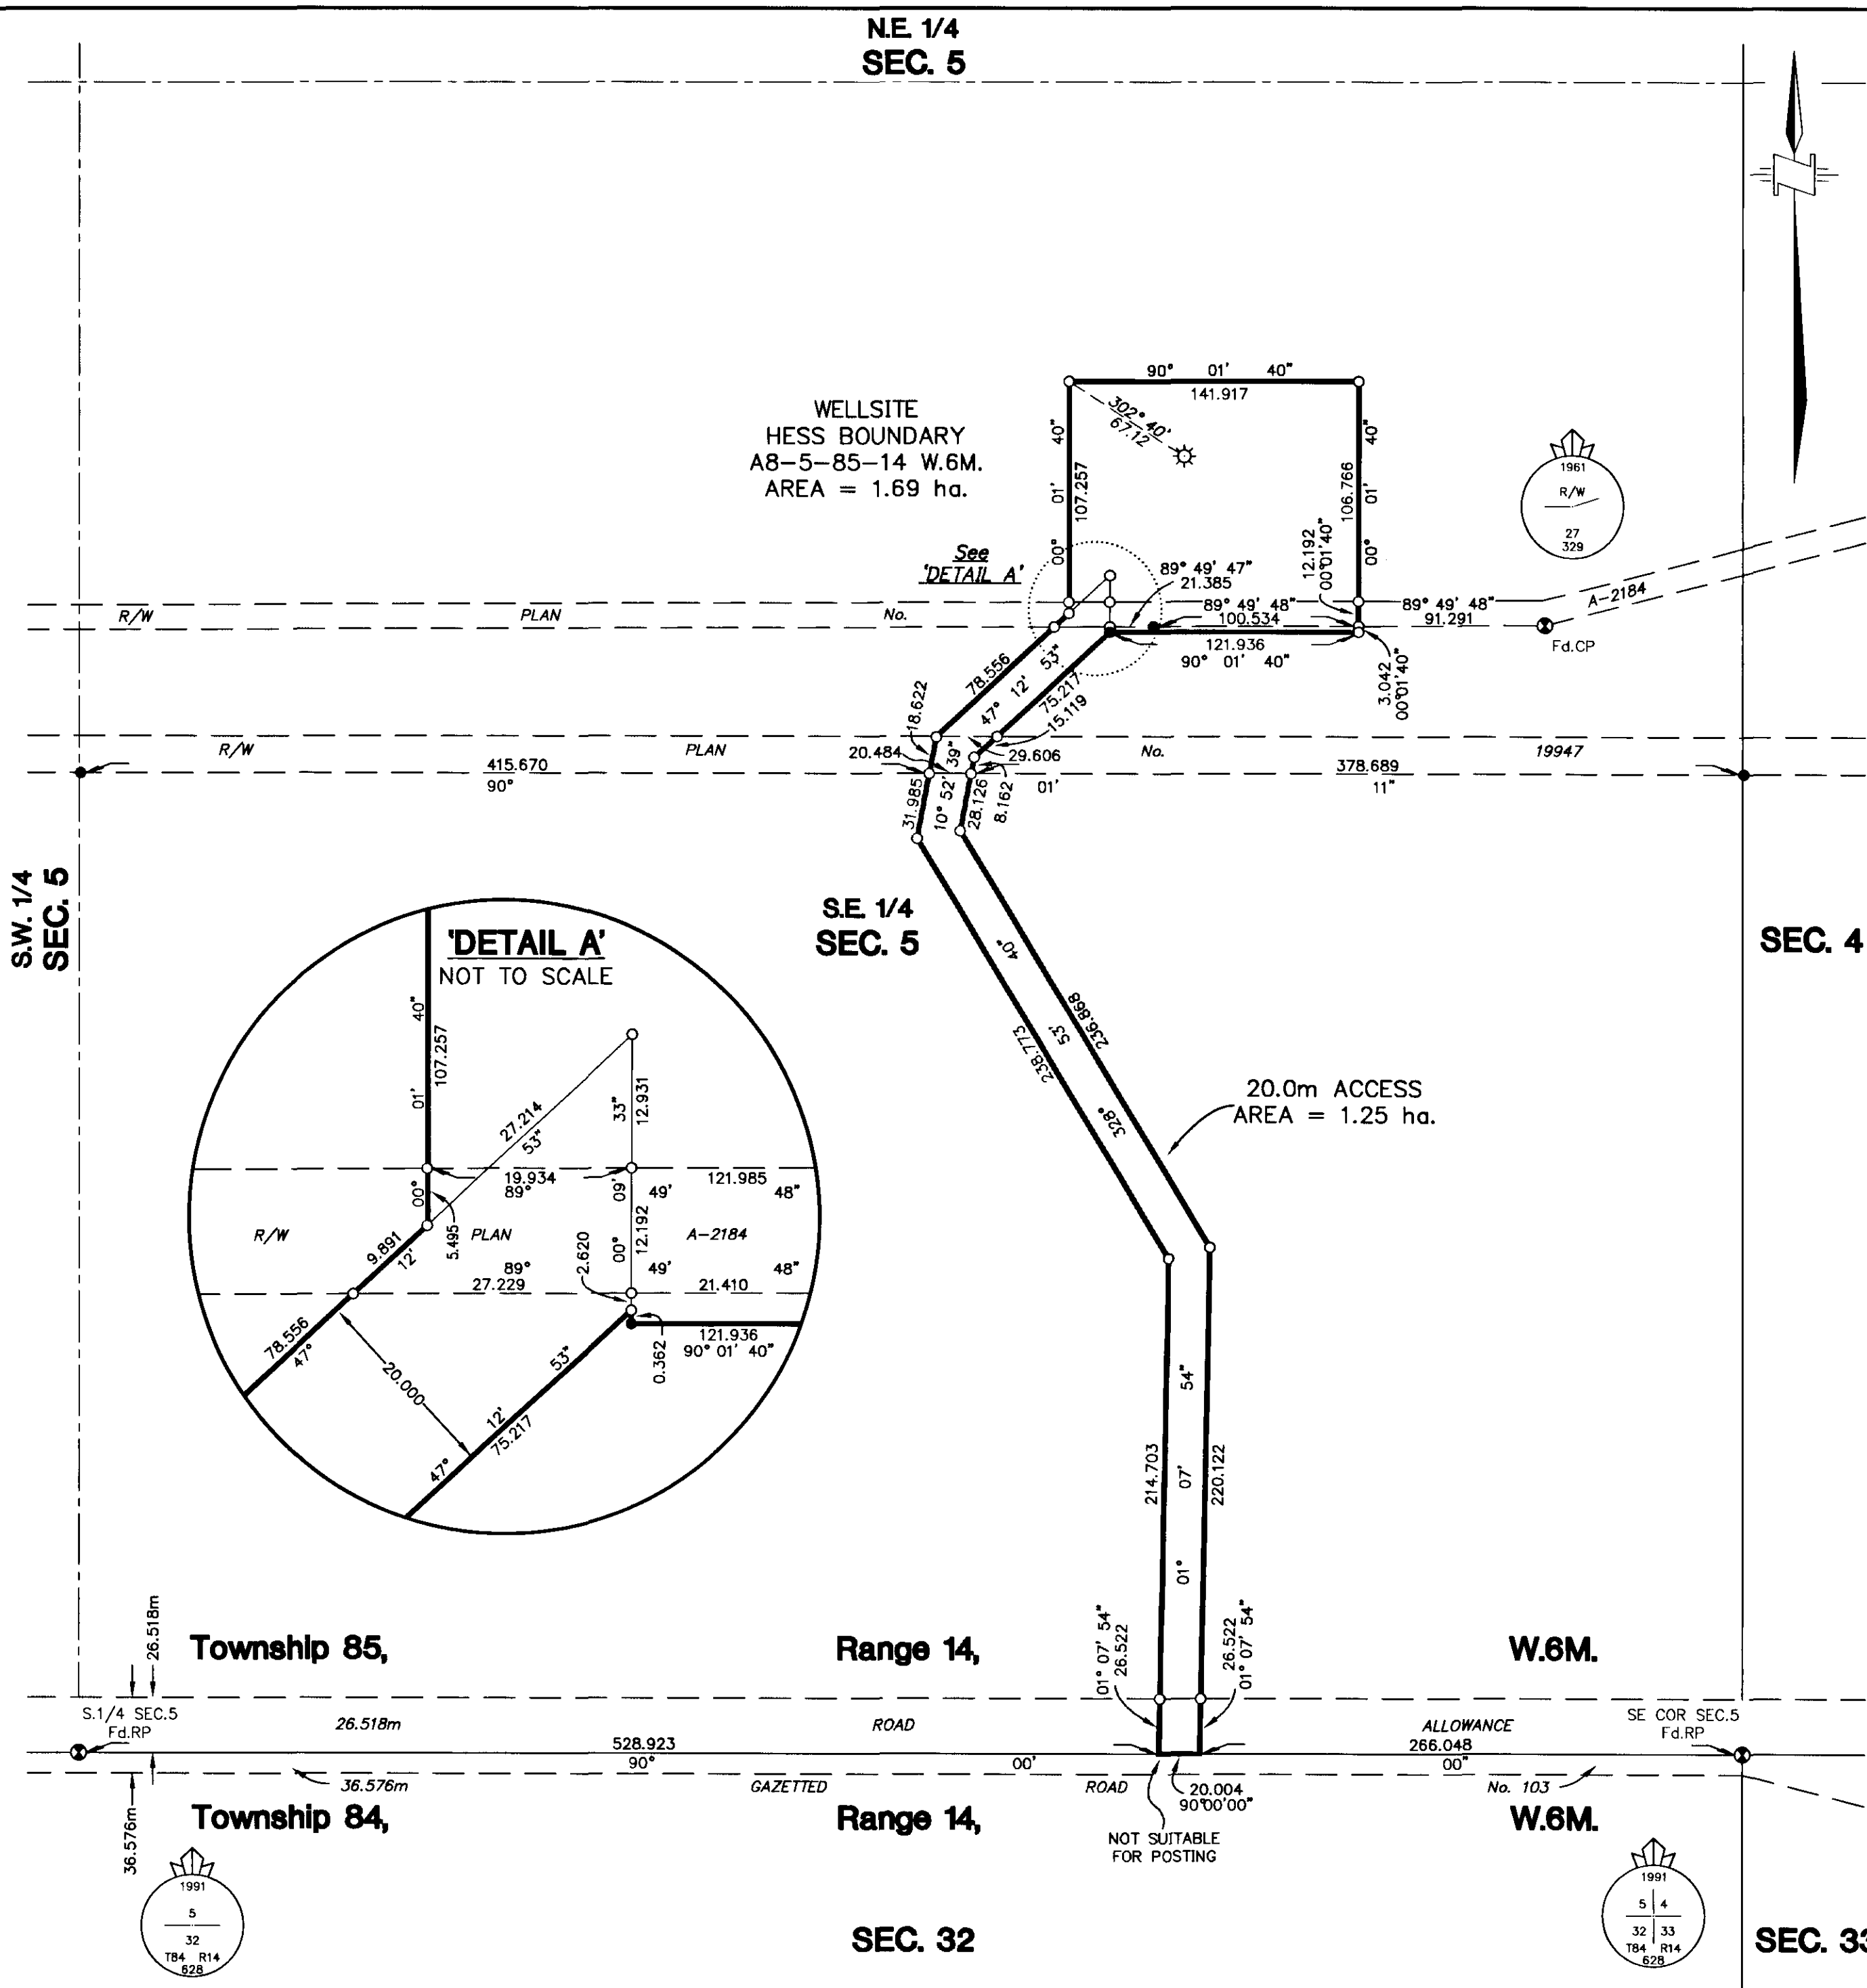 N.E. 1/4
SEC. 5
90° 01' 40"
141.917
302° 40'
67.12
WELLSITE
HESS BOUNDARY
A8-5-85-14 W.6M.
AREA = 1.69 ha.
00° 01' 40"
107.257
00° 01' 40"
106.766
12.192
00°01'40"
1961
R/W
27
329
See
'DETAIL A'
89° 49' 47"
21.385
89° 49' 48"
100.534
89° 49' 48"
91.291
A-2184
R/W PLAN No.
Fd.CP
121.936
90° 01' 40"
3.042
00°01'40"
78.556
47° 12' 53"
75.217
15.119
18.622
R/W PLAN No. 19947
20.484
29.606
415.670
378.689
90° 01' 11"
31.985
10° 52' 39"
28.126
8.162
S.W. 1/4
SEC. 5
S.E. 1/4
SEC. 5
SEC. 4
'DETAIL A'
NOT TO SCALE
00° 01' 40"
107.257
27.214
53"
33"
12.931
19.934
121.985
89° 49' 48"
09'
5.495
R/W PLAN A-2184
9.891
12'
2.620
00°
12.192
89° 49' 48"
27.229
21.410
78.556
47°
20.000
0.362
121.936
90° 01' 40"
47° 12' 53"
75.217
328° 53' 40"
236.868
238.773
20.0m ACCESS
AREA = 1.25 ha.
214.703
01° 07' 54"
220.122
01° 07' 54"
26.522
26.522
01° 07' 54"
26.518m
Township 85, Range 14, W.6M.
S.1/4 SEC.5
Fd.RP
26.518m ROAD ALLOWANCE
SE COR SEC.5
Fd.RP
528.923
266.048
90° 00' 00"
36.576m
36.576m
GAZETTED ROAD No. 103
20.004
90°00'00"
Township 84, Range 14, W.6M.
NOT SUITABLE
FOR POSTING
1991
5
32
T84 R14
628
1991
5 4
32 33
T84 R14
628
SEC. 32
SEC. 33